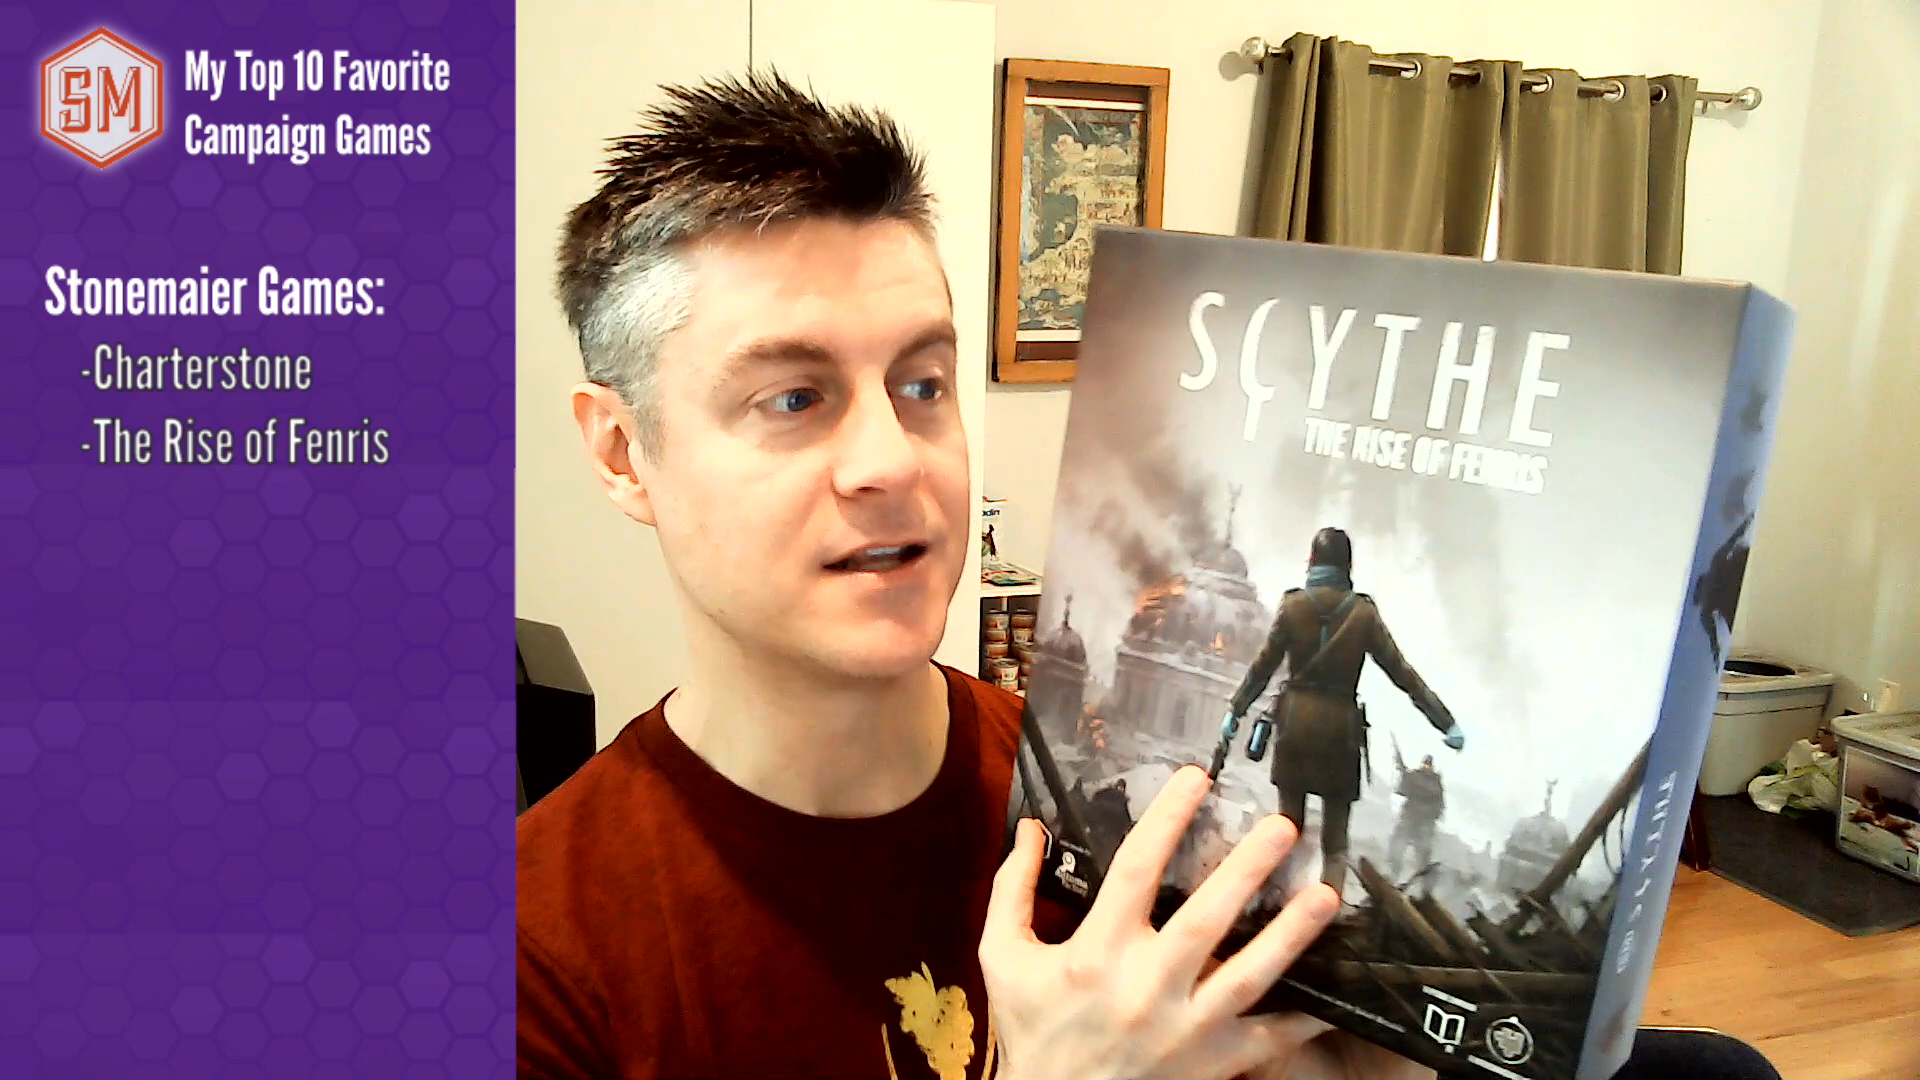 SM
My Top 10 Favorite
Campaign Games
Stonemaier Games:
-Charterstone
-The Rise of Fenris
SCYTHE
THE RISE OF FENRIS